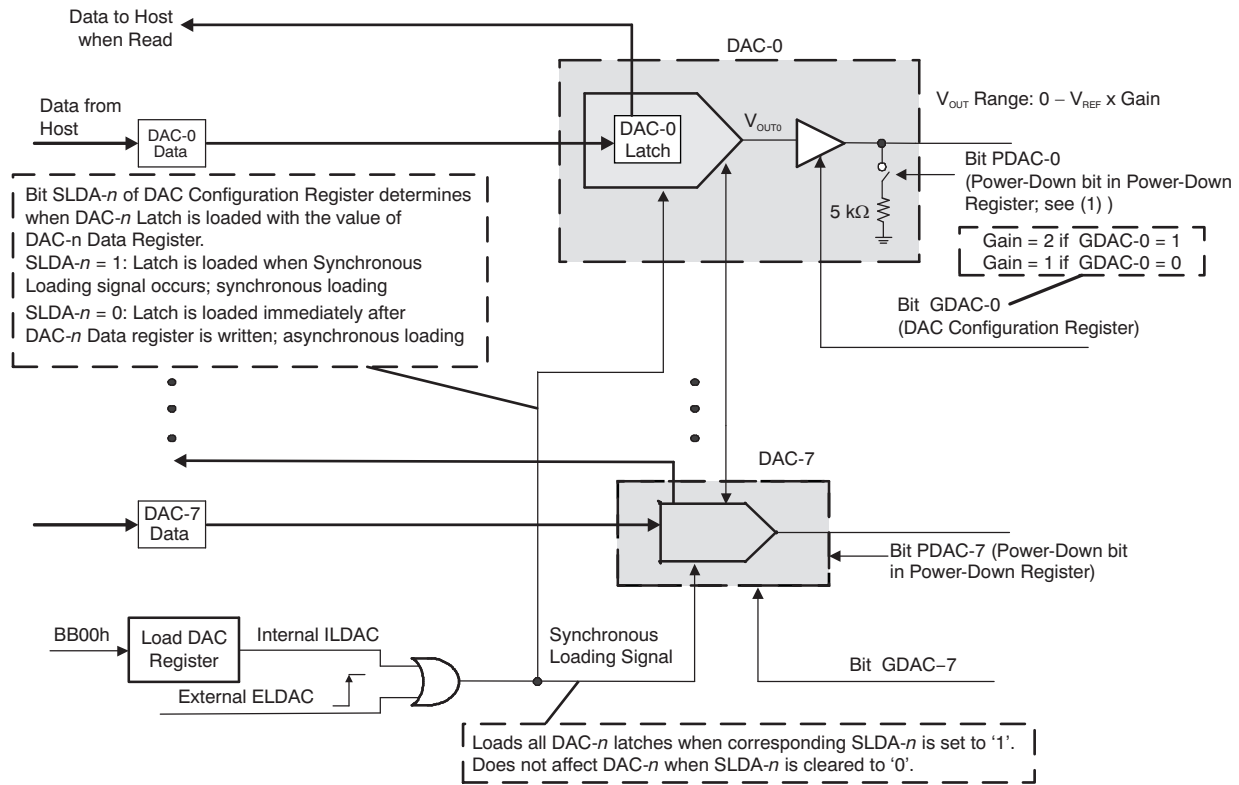 Data to Host
when Read
DAC-0
Data from
Host
DAC-0
Data
DAC-0
Latch
VOUT0
VOUT Range: 0 – VREF x Gain
Bit PDAC-0
(Power-Down bit in Power-Down
Register; see (1) )
5 kΩ
Gain = 2 if GDAC-0 = 1
Gain = 1 if GDAC-0 = 0
Bit GDAC-0
(DAC Configuration Register)
Bit SLDA-n of DAC Configuration Register determines
when DAC-n Latch is loaded with the value of
DAC-n Data Register.
SLDA-n = 1: Latch is loaded when Synchronous
Loading signal occurs; synchronous loading
SLDA-n = 0: Latch is loaded immediately after
DAC-n Data register is written; asynchronous loading
DAC-7
DAC-7
Data
Bit PDAC-7 (Power-Down bit
in Power-Down Register)
BB00h
Load DAC
Register
Internal ILDAC
External ELDAC
Synchronous
Loading Signal
Bit GDAC–7
Loads all DAC-n latches when corresponding SLDA-n is set to ‘1’.
Does not affect DAC-n when SLDA-n is cleared to ‘0’.